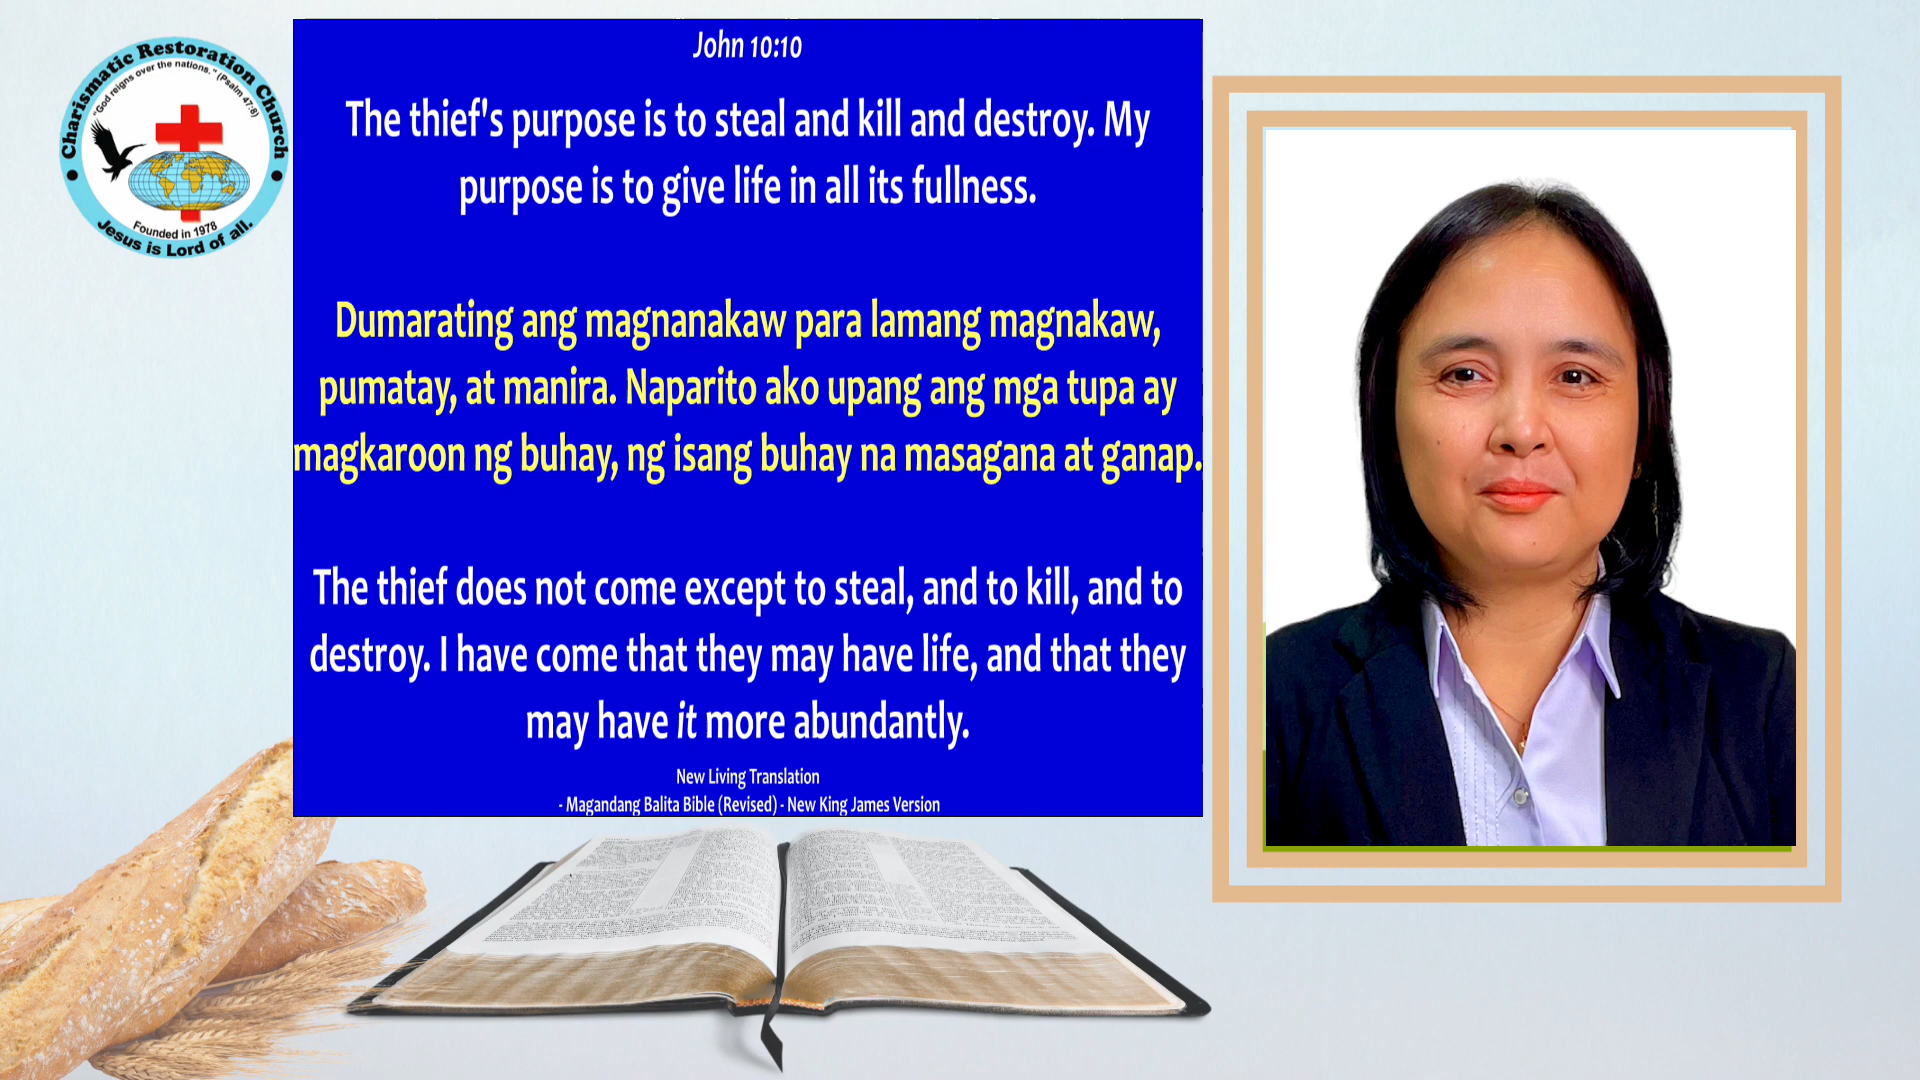 Charismatic Restoration Church
"God reigns over the nations." (Psalm 47:8)
Founded in 1978
Jesus is Lord of all.
John 10:10
The thief's purpose is to steal and kill and destroy. My
purpose is to give life in all its fullness.
Dumarating ang magnanakaw para lamang magnakaw,
pumatay, at manira. Naparito ako upang ang mga tupa ay
magkaroon ng buhay, ng isang buhay na masagana at ganap.
The thief does not come except to steal, and to kill, and to
destroy. I have come that they may have life, and that they
may have it more abundantly.
New Living Translation
- Magandang Balita Bible (Revised) - New King James Version